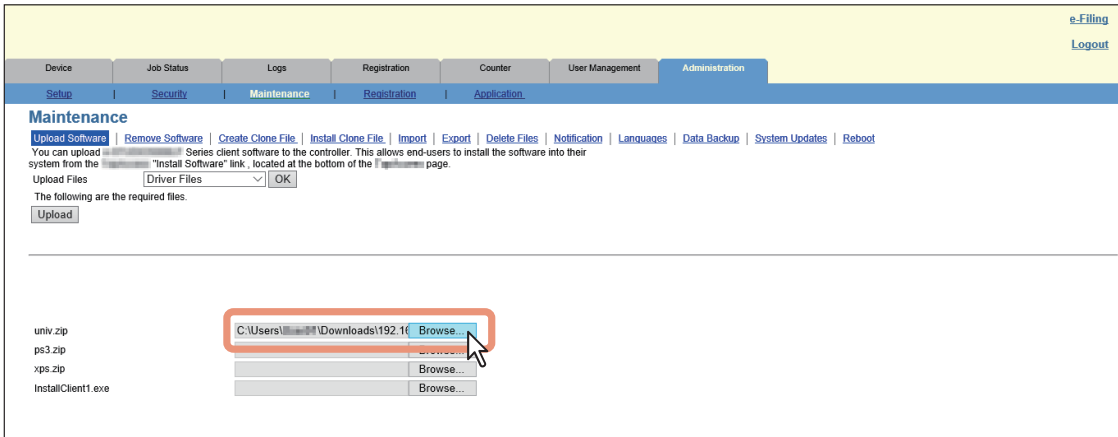 e-Filing
Logout
Device Job Status Logs Registration Counter User Management Administration
Setup | Security | Maintenance | Registration | Application
Maintenance
Upload Software | Remove Software | Create Clone File | Install Clone File | Import | Export | Delete Files | Notification | Languages | Data Backup | System Updates | Reboot
You can upload Series client software to the controller. This allows end-users to install the software into their
system from the "Install Software" link , located at the bottom of the page.
Upload Files Driver Files OK
The following are the required files.
Upload
univ.zip C:\Users\ \Downloads\192.16 Browse...
ps3.zip Browse...
xps.zip Browse...
InstallClient1.exe Browse...